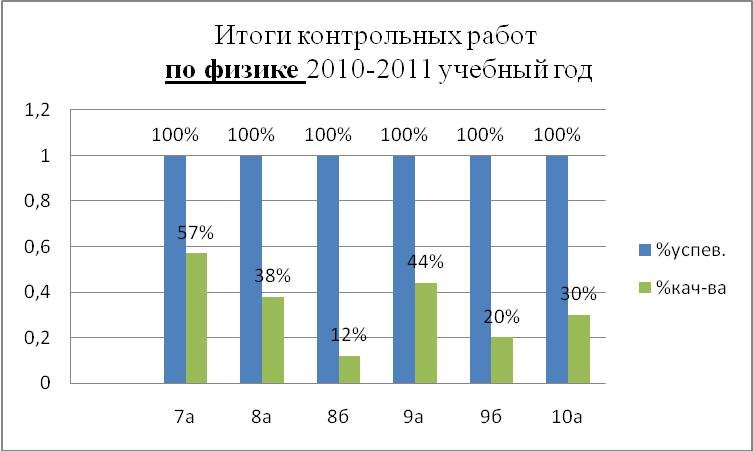 Итоги контрольных работ
по физике 2010-2011 учебный год
1,2
1
0,8
0,6
0,4
0,2
0
100% 100% 100% 100% 100% 100%
57%
38%
12%
44%
20%
30%
7а 8а 8б 9а 9б 10а
%успев.
%кач-ва